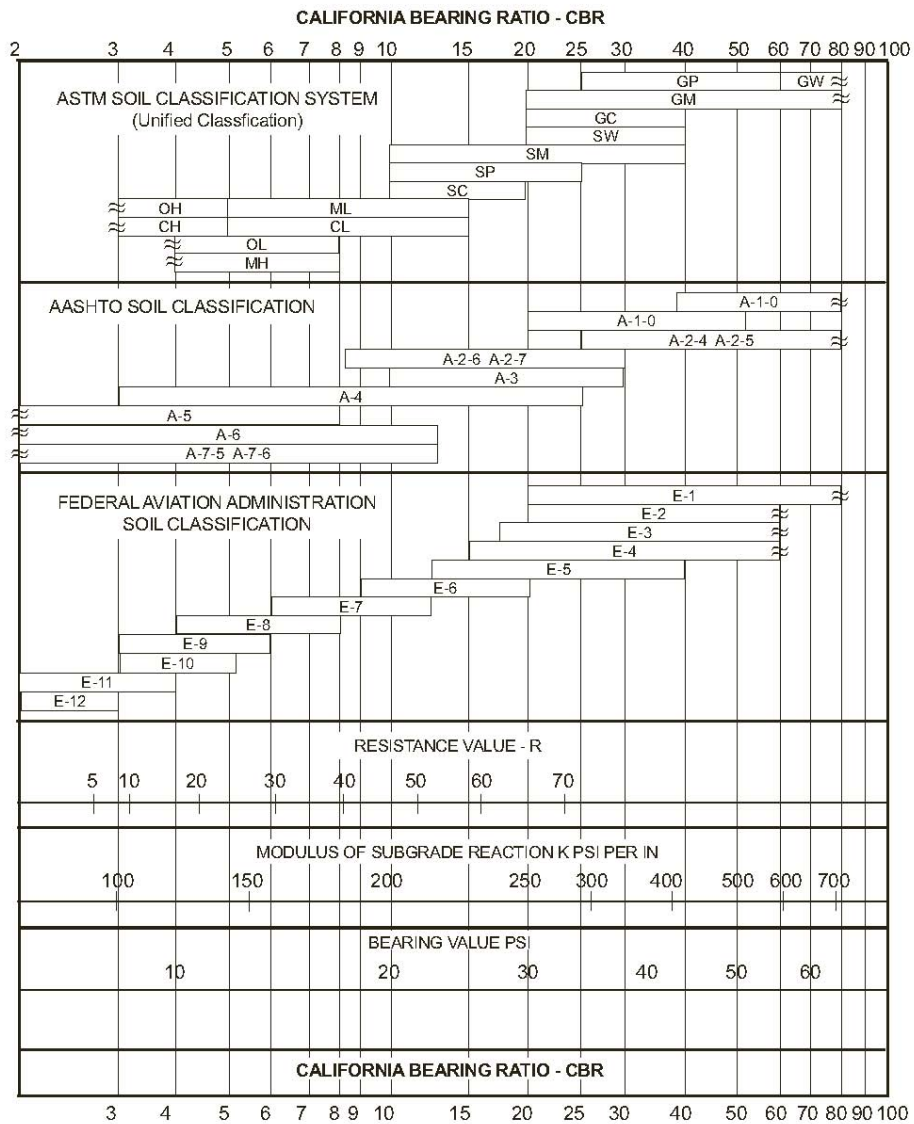 CALIFORNIA BEARING RATIO - CBR
2 3 4 5 6 7 8 9 10 15 20 25 30 40 50 60 70 80 90 100
GP GW
ASTM SOIL CLASSIFICATION SYSTEM
GM
(Unified Classfication)
GC
SW
SM
SP
SC
OH ML
CH CL
OL
MH
AASHTO SOIL CLASSIFICATION
A-1-0
A-1-0
A-2-4 A-2-5
A-2-6 A-2-7
A-3
A-4
A-5
A-6
A-7-5 A-7-6
FEDERAL AVIATION ADMINISTRATION
SOIL CLASSIFICATION
E-1
E-2
E-3
E-4
E-5
E-6
E-7
E-8
E-9
E-10
E-11
E-12
RESISTANCE VALUE - R
5 10 20 30 40 50 60 70
MODULUS OF SUBGRADE REACTION K PSI PER IN
100 150 200 250 300 400 500 600 700
BEARING VALUE PSI
10 20 30 40 50 60
CALIFORNIA BEARING RATIO - CBR
3 4 5 6 7 8 9 10 15 20 25 30 40 50 60 70 80 90 100